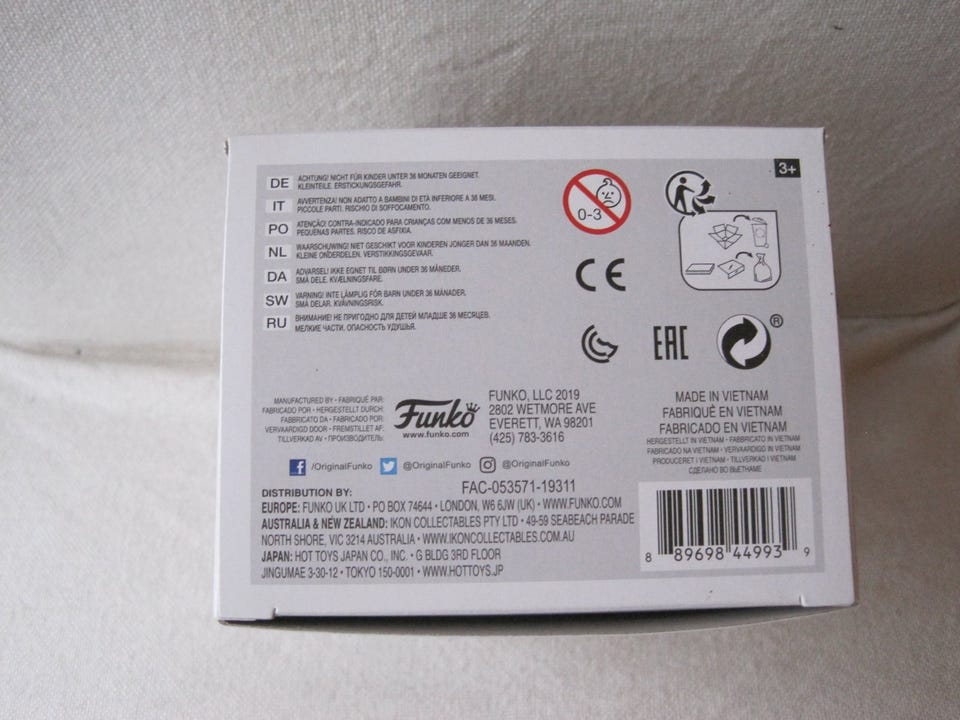 DE ACHTUNG! NICHT FÜR KINDER UNTER 36 MONATEN GEEIGNET.
KLEINTEILE. ERSTICKUNGSGEFAHR.
IT AVVERTENZA! NON ADATTO A BAMBINI DI ETÀ INFERIORE A 36 MESI.
PICCOLE PARTI. RISCHIO DI SOFFOCAMENTO.
PO ATENÇÃO! CONTRA-INDICADO PARA CRIANÇAS COM MENOS DE 36 MESES.
PEQUENAS PARTES. RISCO DE ASFIXIA.
NL WAARSCHUWING! NIET GESCHIKT VOOR KINDEREN JONGER DAN 36 MAANDEN.
KLEINE ONDERDELEN. VERSTIKKINGSGEVAAR.
DA ADVARSEL! IKKE EGNET TIL BØRN UNDER 36 MÅNEDER.
SMÅ DELE. KVÆLNINGSFARE.
SW VARNING! INTE LÄMPLIG FÖR BARN UNDER 36 MÅNADER.
SMÅ DELAR. KVÄVNINGSRISK.
RU ВНИМАНИЕ! НЕ ПРИГОДНО ДЛЯ ДЕТЕЙ МЛАДШЕ 36 МЕСЯЦЕВ.
МЕЛКИЕ ЧАСТИ, ОПАСНОСТЬ УДУШЬЯ.
0-3
3+
CE
EAC
®
MANUFACTURED BY • FABRIQUÉ PAR:
FABRICADO POR • HERGESTELLT DURCH:
FABBRICATO DA • FABRICADO POR:
VERVAARDIGD DOOR • FREMSTILLET AF:
TILLVERKAD AV • ПРОИЗВОДИТЕЛЬ:
Funko
www.funko.com
FUNKO, LLC 2019
2802 WETMORE AVE
EVERETT, WA 98201
(425) 783-3616
MADE IN VIETNAM
FABRIQUÉ EN VIETNAM
FABRICADO EN VIETNAM
HERGESTELLT IN VIETNAM • FABBRICATO IN VIETNAM
FABRICADO NA VIETNAM • VERVAARDIGD IN VIETNAM
PRODUCERET I VIETNAM • TILLVERKAD I VIETNAM
СДЕЛАНО ВО ВЬЕТНАМЕ
/OriginalFunko @OriginalFunko @OriginalFunko
FAC-053571-19311
DISTRIBUTION BY:
EUROPE: FUNKO UK LTD • PO BOX 74644 • LONDON, W6 6JW (UK) • WWW.FUNKO.COM
AUSTRALIA & NEW ZEALAND: IKON COLLECTABLES PTY LTD • 49-59 SEABEACH PARADE
NORTH SHORE, VIC 3214 AUSTRALIA • WWW.IKONCOLLECTABLES.COM.AU
JAPAN: HOT TOYS JAPAN CO., INC. • G BLDG 3RD FLOOR
JINGUMAE 3-30-12 • TOKYO 150-0001 • WWW.HOTTOYS.JP
8 89698 44993 9